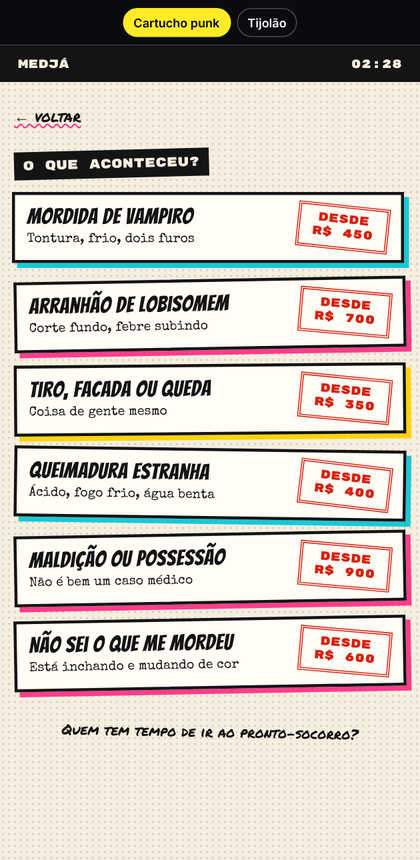 Cartucho punk
Tijolão
MEDJÁ
02:28
← VOLTAR
O QUE ACONTECEU?
MORDIDA DE VAMPIRO
Tontura, frio, dois furos
DESDE
R$ 450
ARRANHÃO DE LOBISOMEM
Corte fundo, febre subindo
DESDE
R$ 700
TIRO, FACADA OU QUEDA
Coisa de gente mesmo
DESDE
R$ 350
QUEIMADURA ESTRANHA
Ácido, fogo frio, água benta
DESDE
R$ 400
MALDIÇÃO OU POSSESSÃO
Não é bem um caso médico
DESDE
R$ 900
NÃO SEI O QUE ME MORDEU
Está inchando e mudando de cor
DESDE
R$ 600
QUEM TEM TEMPO DE IR AO PRONTO-SOCORRO?